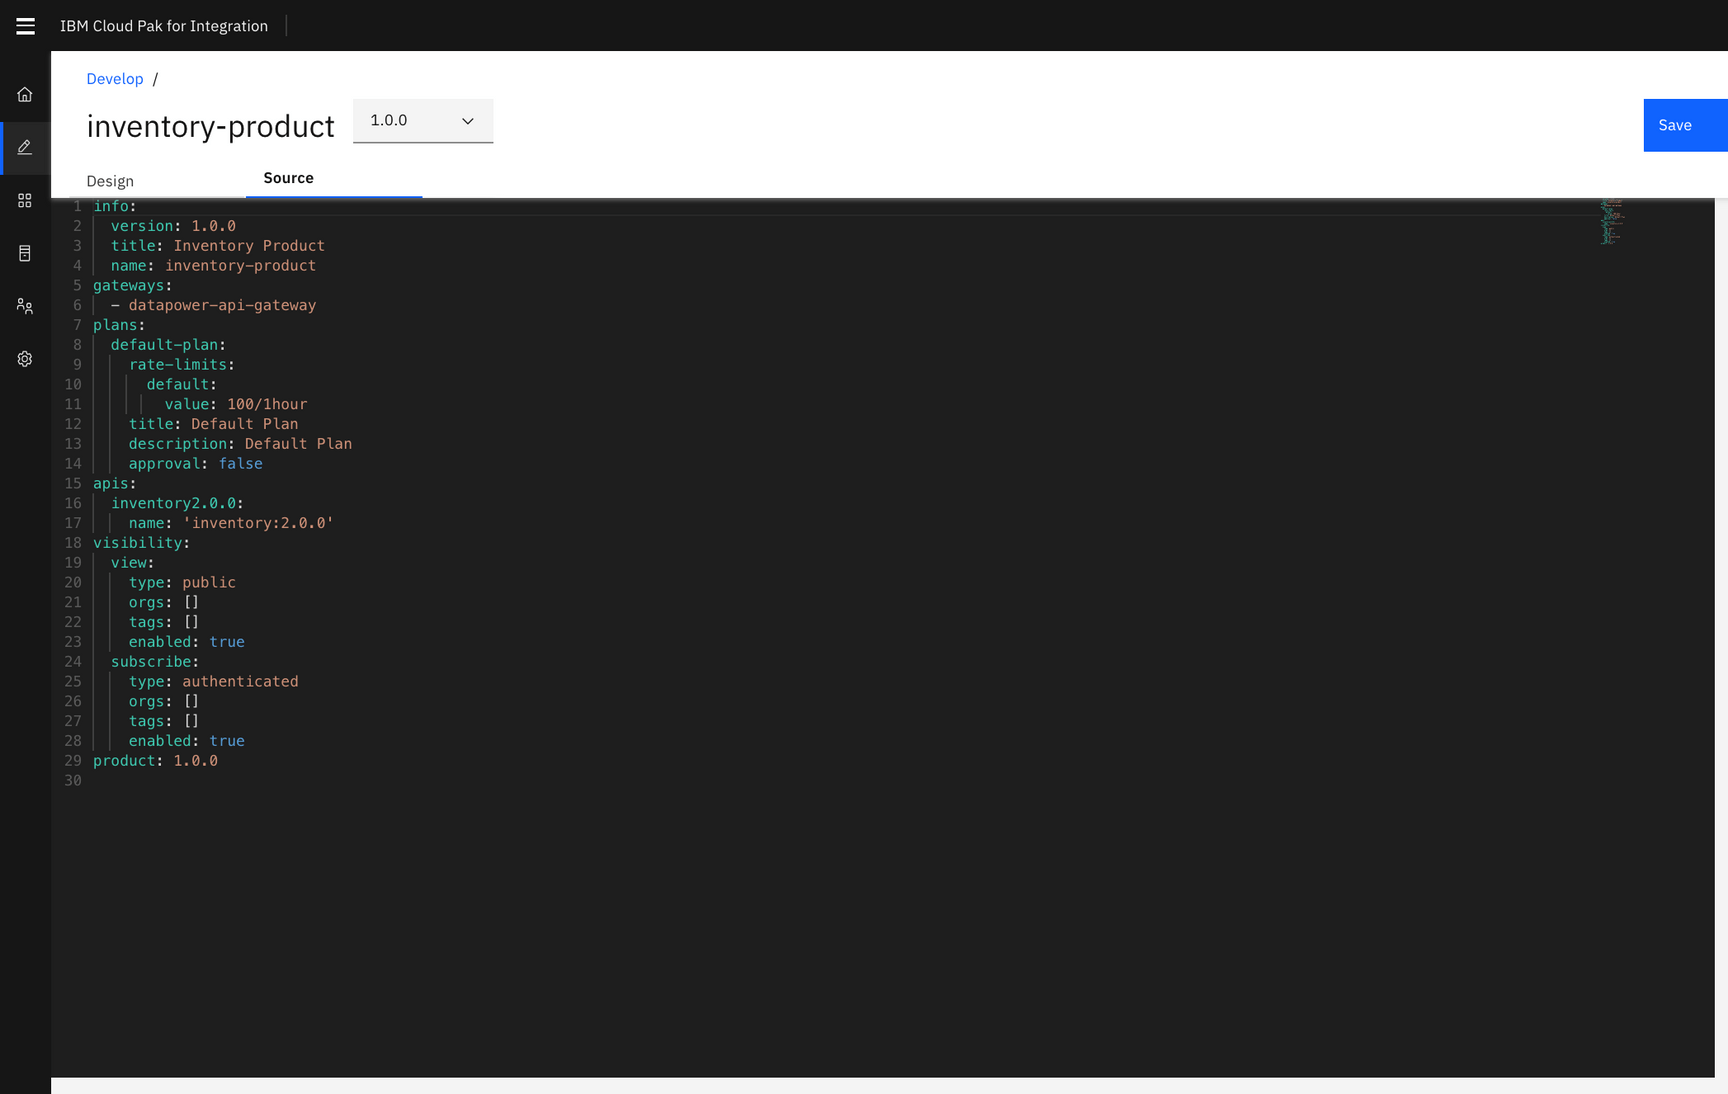 IBM Cloud Pak for Integration
Develop /
inventory-product
1.0.0
Save
Design
Source
1 info:
2   version: 1.0.0
3   title: Inventory Product
4   name: inventory-product
5 gateways:
6   - datapower-api-gateway
7 plans:
8   default-plan:
9     rate-limits:
10       default:
11         value: 100/1hour
12     title: Default Plan
13     description: Default Plan
14     approval: false
15 apis:
16   inventory2.0.0:
17     name: 'inventory:2.0.0'
18 visibility:
19   view:
20     type: public
21     orgs: []
22     tags: []
23     enabled: true
24   subscribe:
25     type: authenticated
26     orgs: []
27     tags: []
28     enabled: true
29 product: 1.0.0
30